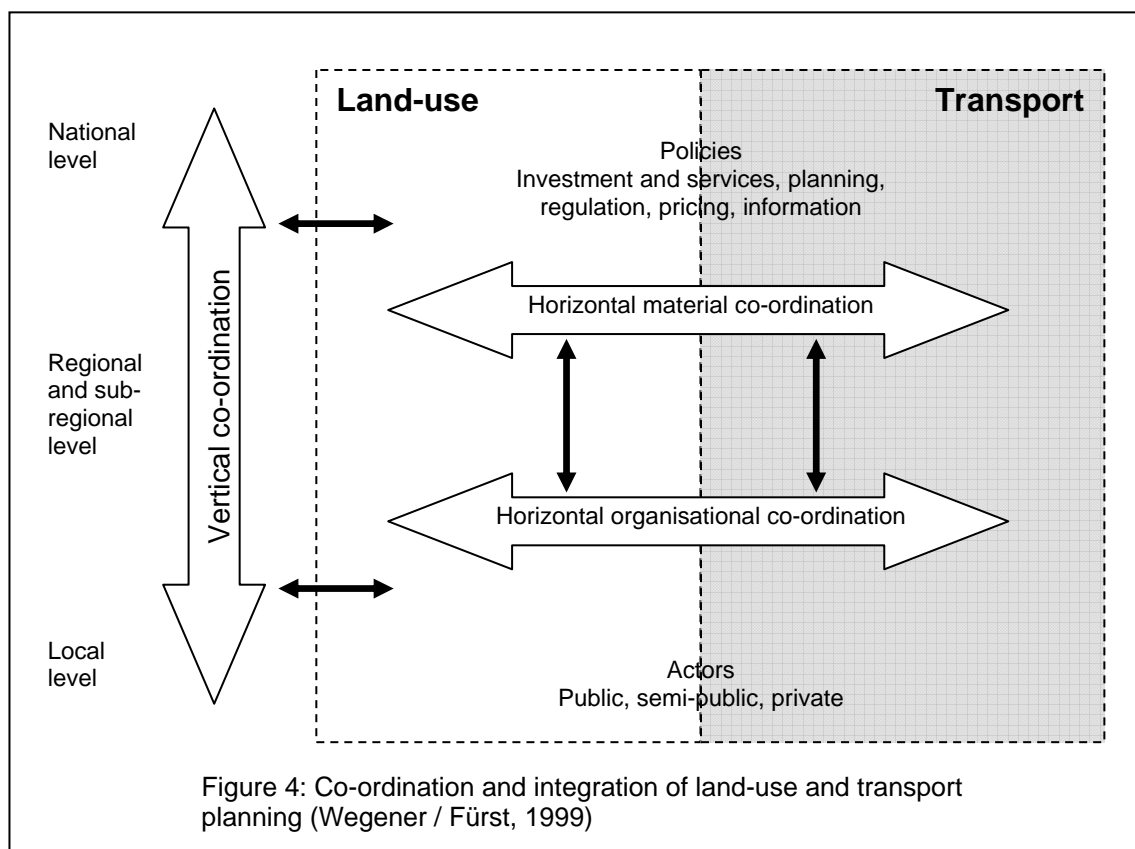 Land-use
Transport
National
level
Policies
Investment and services, planning,
regulation, pricing, information
Horizontal material co-ordination
Vertical co-ordination
Regional
and sub-
regional
level
Horizontal organisational co-ordination
Local
level
Actors
Public, semi-public, private
Figure 4: Co-ordination and integration of land-use and transport
planning (Wegener / Fürst, 1999)